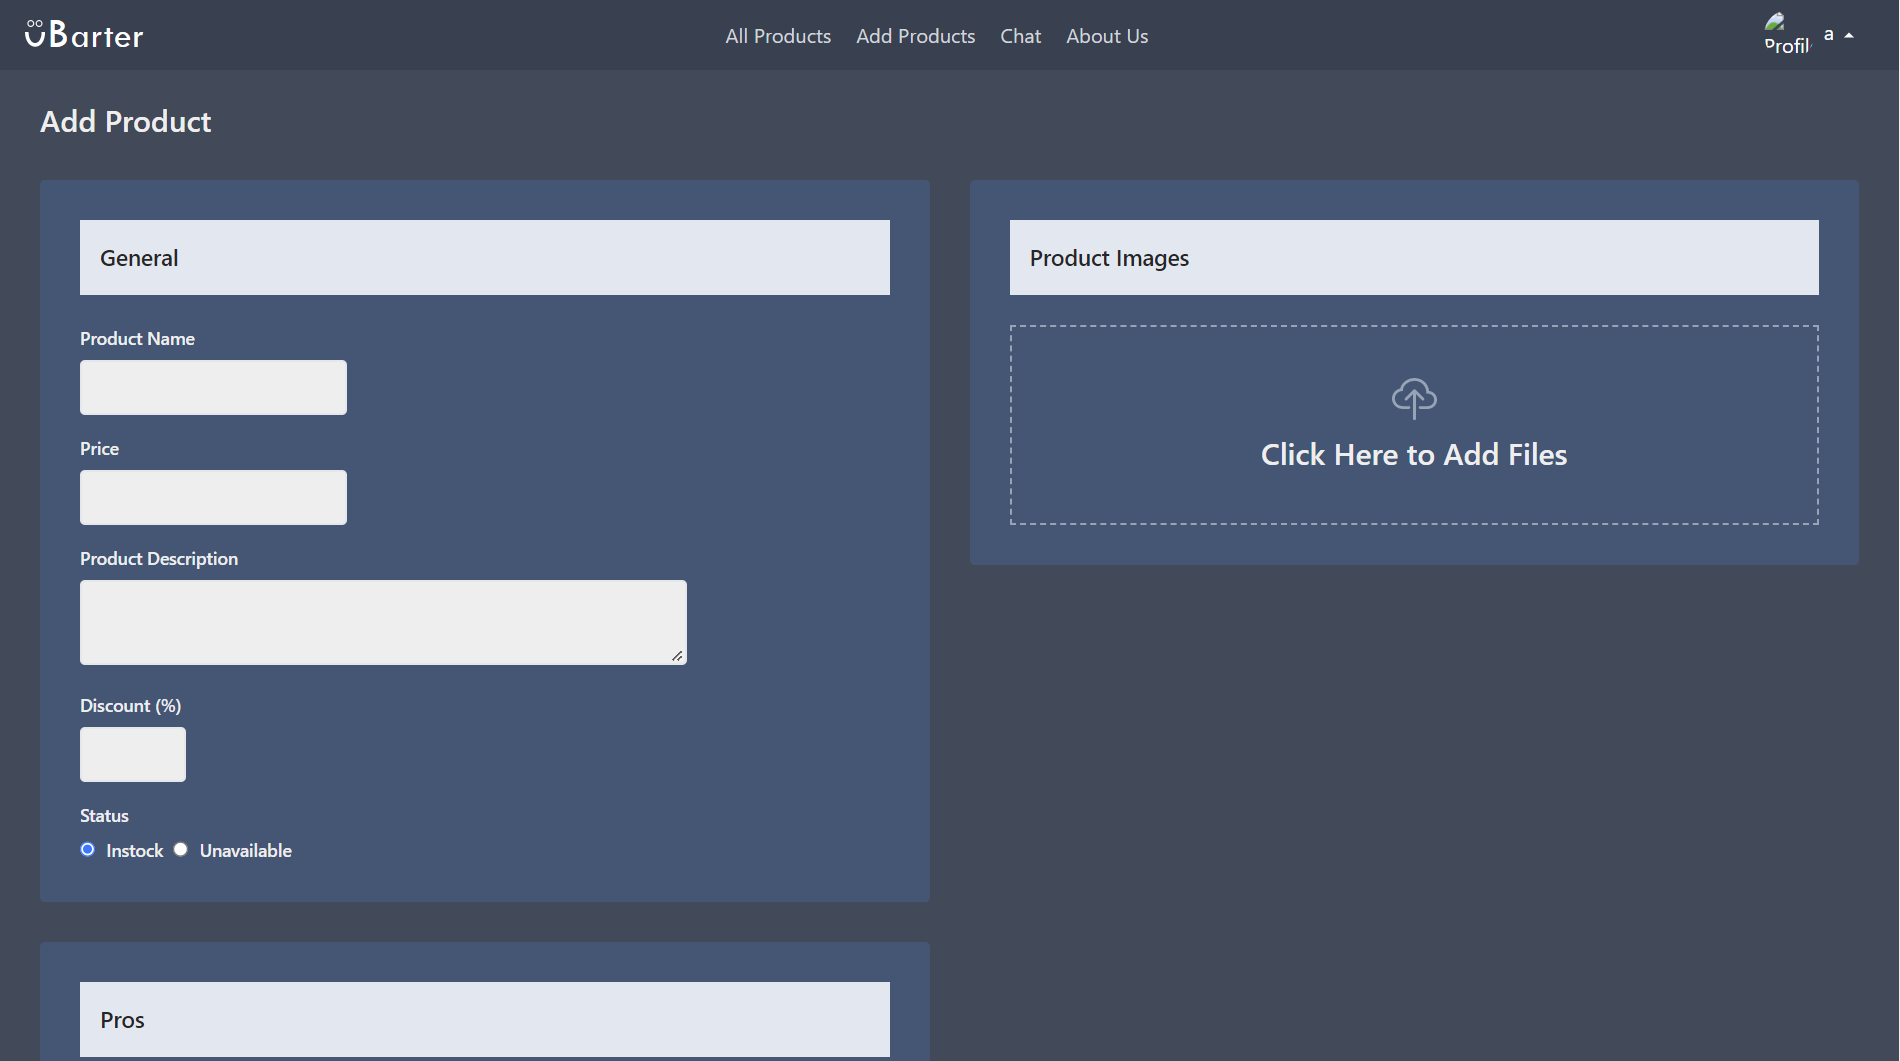 üBarter
All Products Add Products Chat About Us
Profil a
Add Product
General
Product Name
Price
Product Description
Discount (%)
Status
Instock Unavailable
Pros
Product Images
Click Here to Add Files